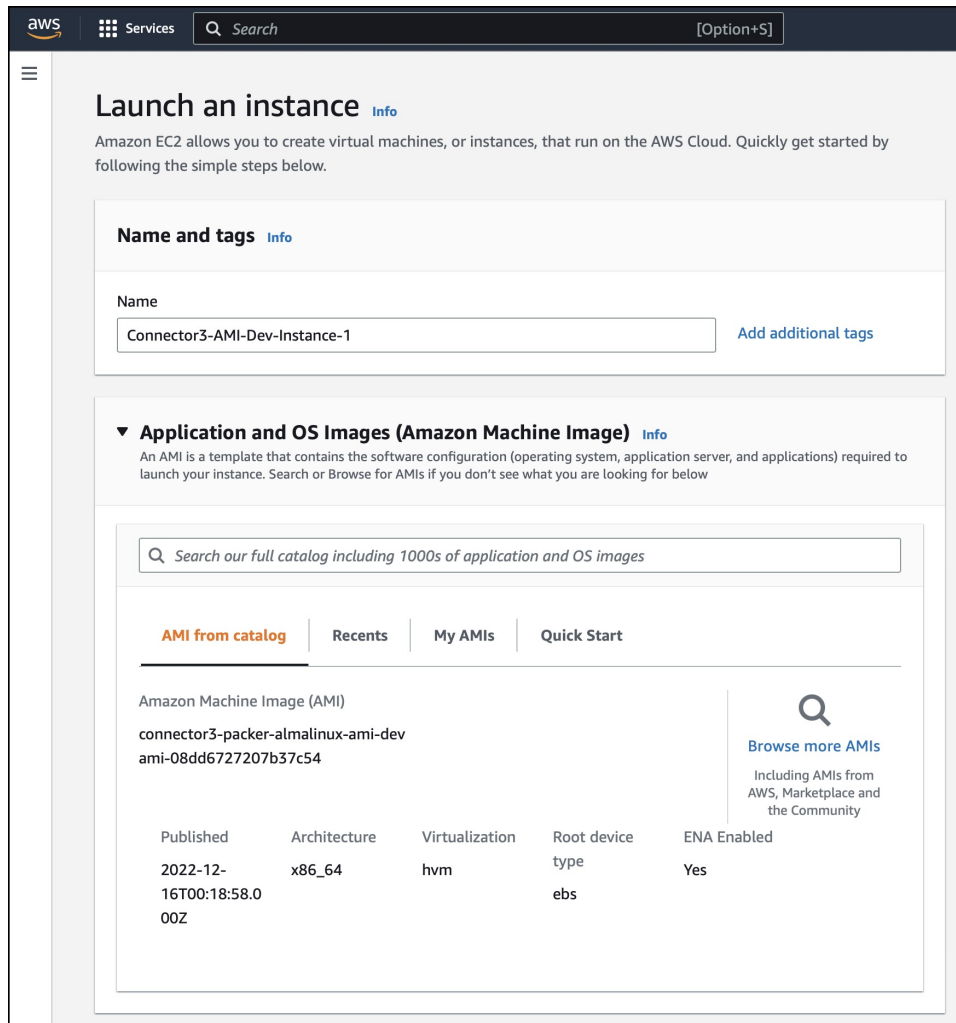 aws
Services
Search
[Option+S]
Launch an instance Info
Amazon EC2 allows you to create virtual machines, or instances, that run on the AWS Cloud. Quickly get started by
following the simple steps below.
Name and tags Info
Name
Connector3-AMI-Dev-Instance-1
Add additional tags
Application and OS Images (Amazon Machine Image) Info
An AMI is a template that contains the software configuration (operating system, application server, and applications) required to
launch your instance. Search or Browse for AMIs if you don't see what you are looking for below
Search our full catalog including 1000s of application and OS images
AMI from catalog
Recents
My AMIs
Quick Start
Amazon Machine Image (AMI)
connector3-packer-almalinux-ami-dev
ami-08dd6727207b37c54
Browse more AMIs
Including AMIs from
AWS, Marketplace and
the Community
Published
2022-12-
16T00:18:58.0
00Z
Architecture
x86_64
Virtualization
hvm
Root device
type
ebs
ENA Enabled
Yes